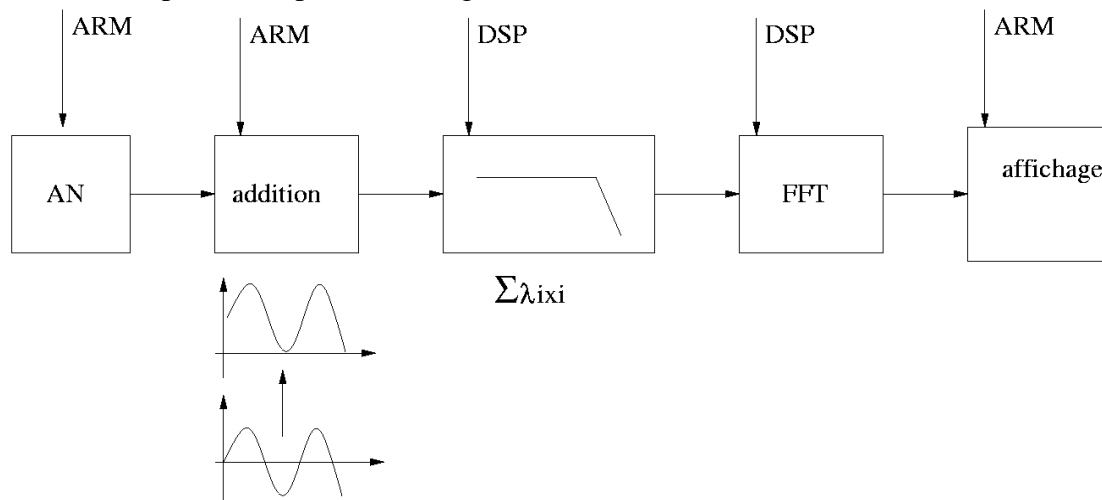 ARM
ARM
DSP
DSP
ARM
AN
addition
FFT
affichage
Σλixi